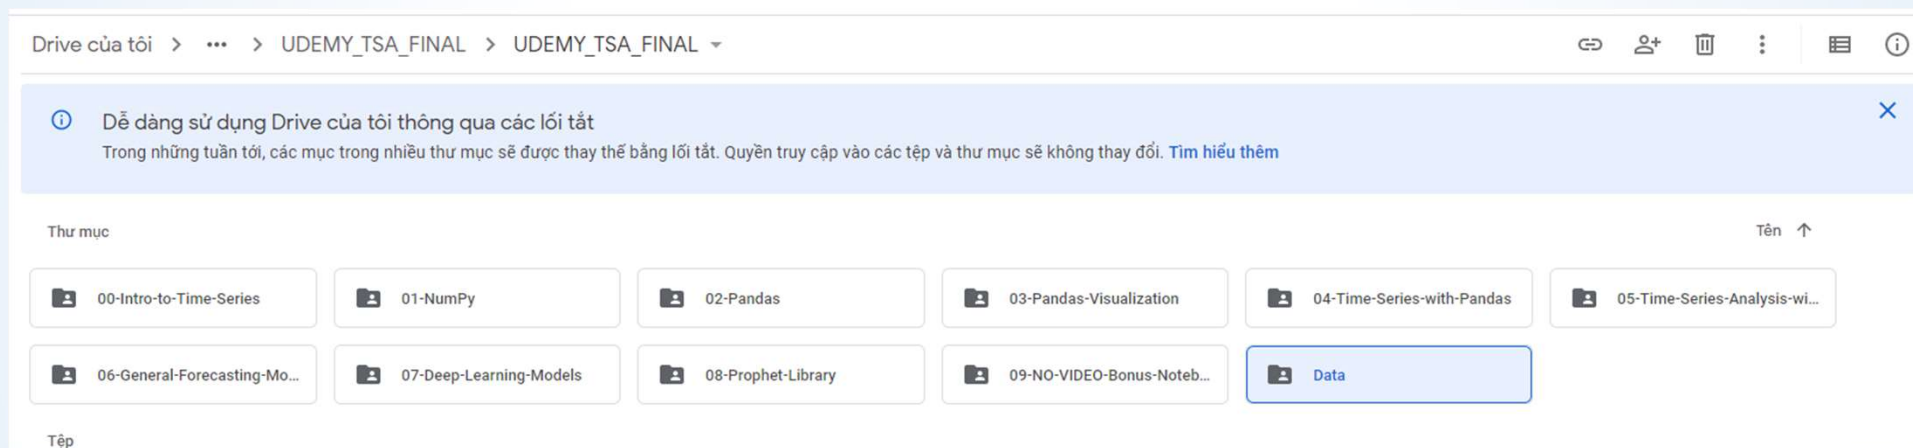 Drive của tôi > ••• > UDEMY_TSA_FINAL > UDEMY_TSA_FINAL
Dễ dàng sử dụng Drive của tôi thông qua các lối tắt
Trong những tuần tới, các mục trong nhiều thư mục sẽ được thay thế bằng lối tắt. Quyền truy cập vào các tệp và thư mục sẽ không thay đổi. Tìm hiểu thêm
Thư mục Tên
00-Intro-to-Time-Series 01-NumPy 02-Pandas 03-Pandas-Visualization 04-Time-Series-with-Pandas 05-Time-Series-Analysis-wi...
06-General-Forecasting-Mo... 07-Deep-Learning-Models 08-Prophet-Library 09-NO-VIDEO-Bonus-Noteb... Data
Tệp